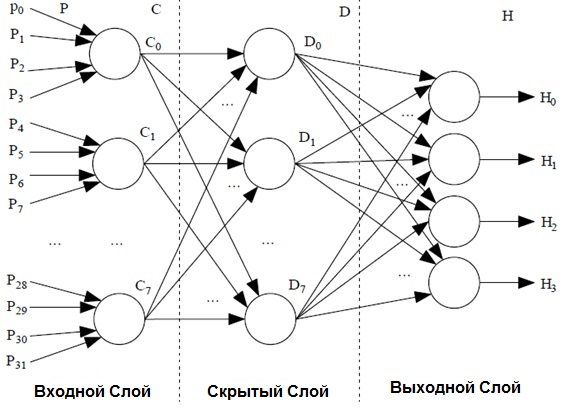 P C D H
P0
P1
P2
P3
C0
D0
H0
P4
P5
P6
P7
C1
D1
H1
H2
... ... ...
P28
P29
P30
P31
C7
D7
H3
...
...
...
...
...
...
Входной Слой
Скрытый Слой
Выходной Слой